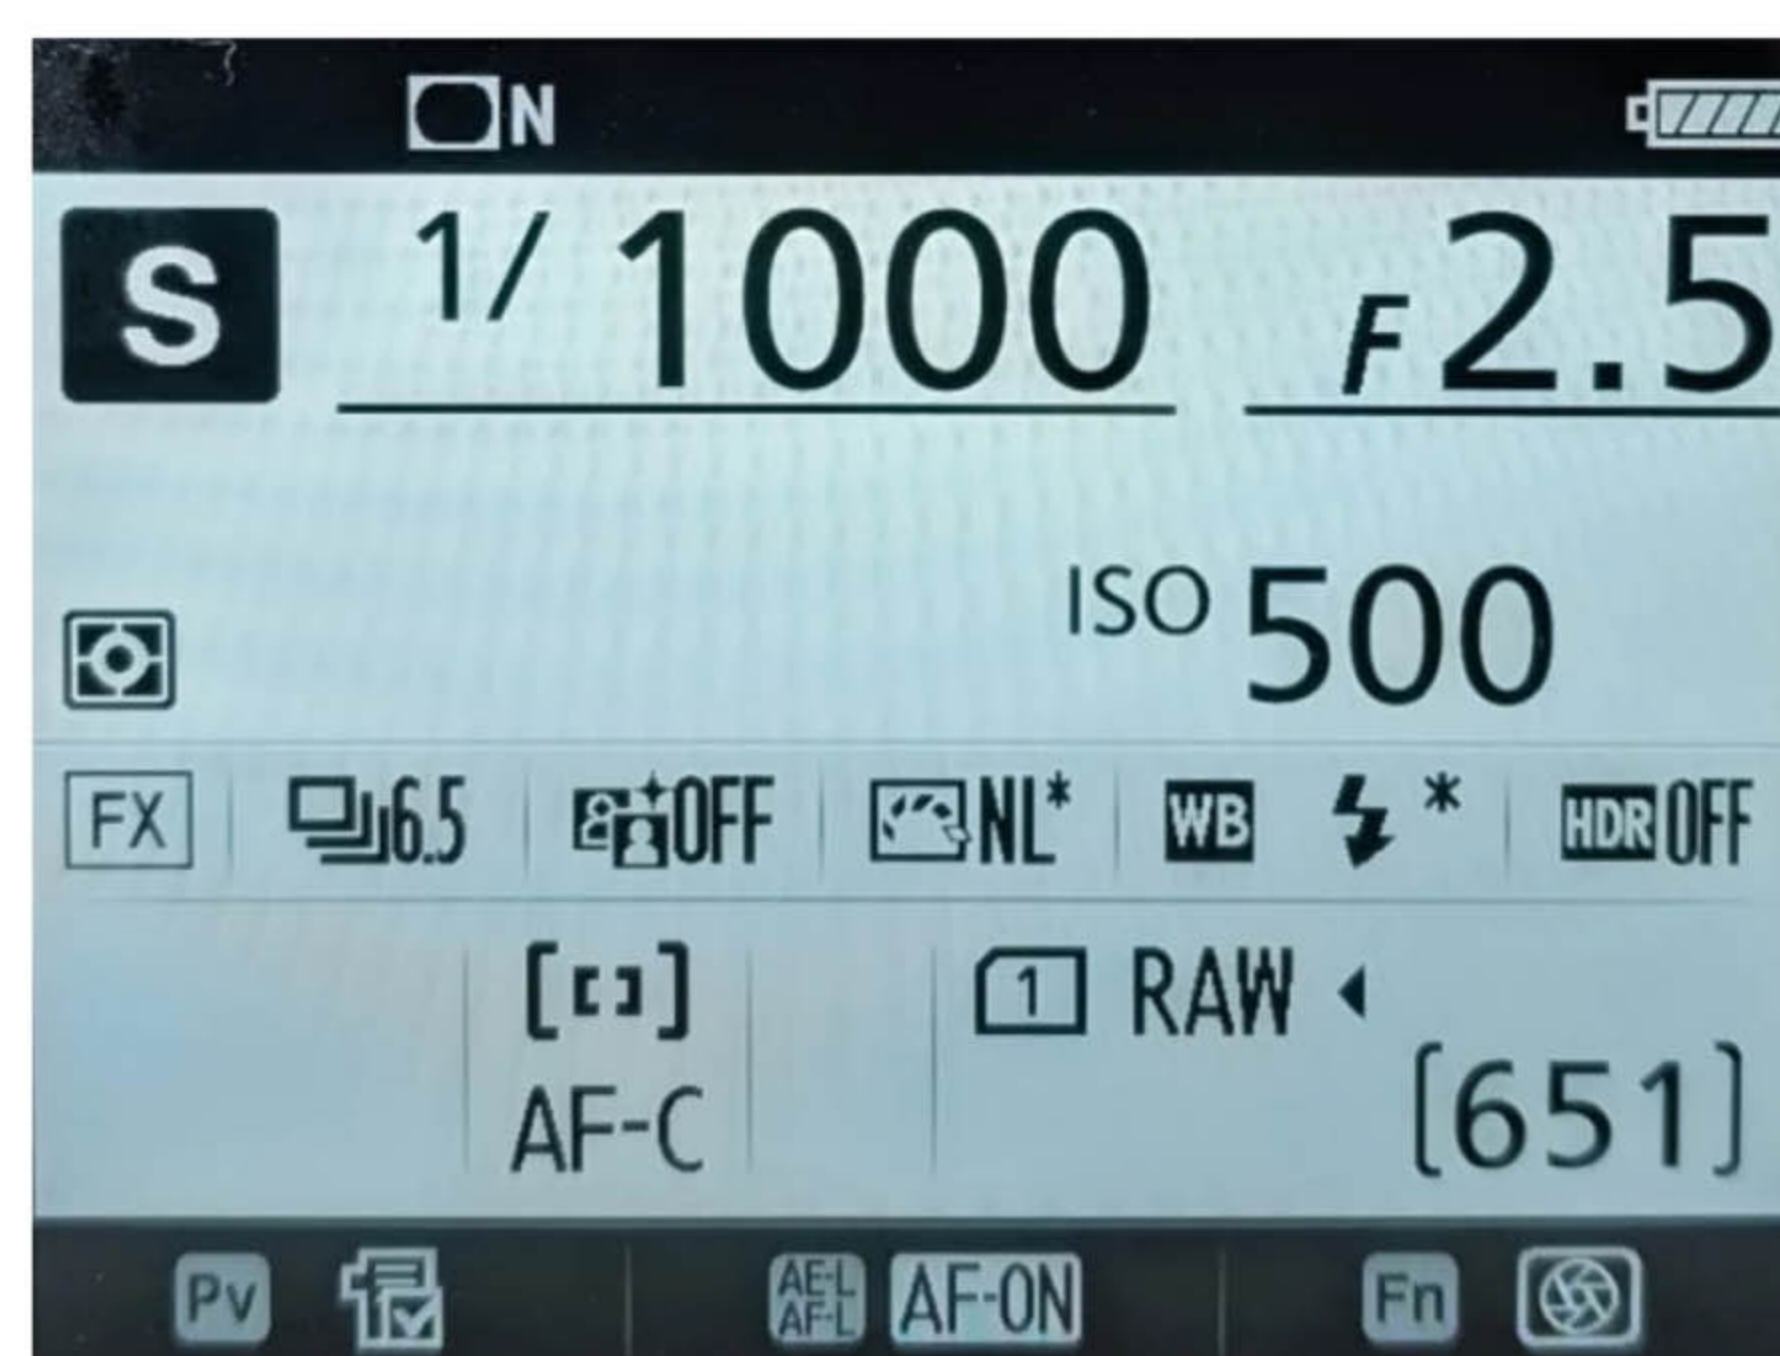 N
S 1/1000 F2.5
ISO 500
FX 6.5 OFF NL* WB * HDR OFF
[ ] 1 RAW
AF-C [651]
Pv AE-L AF-L AF-ON Fn